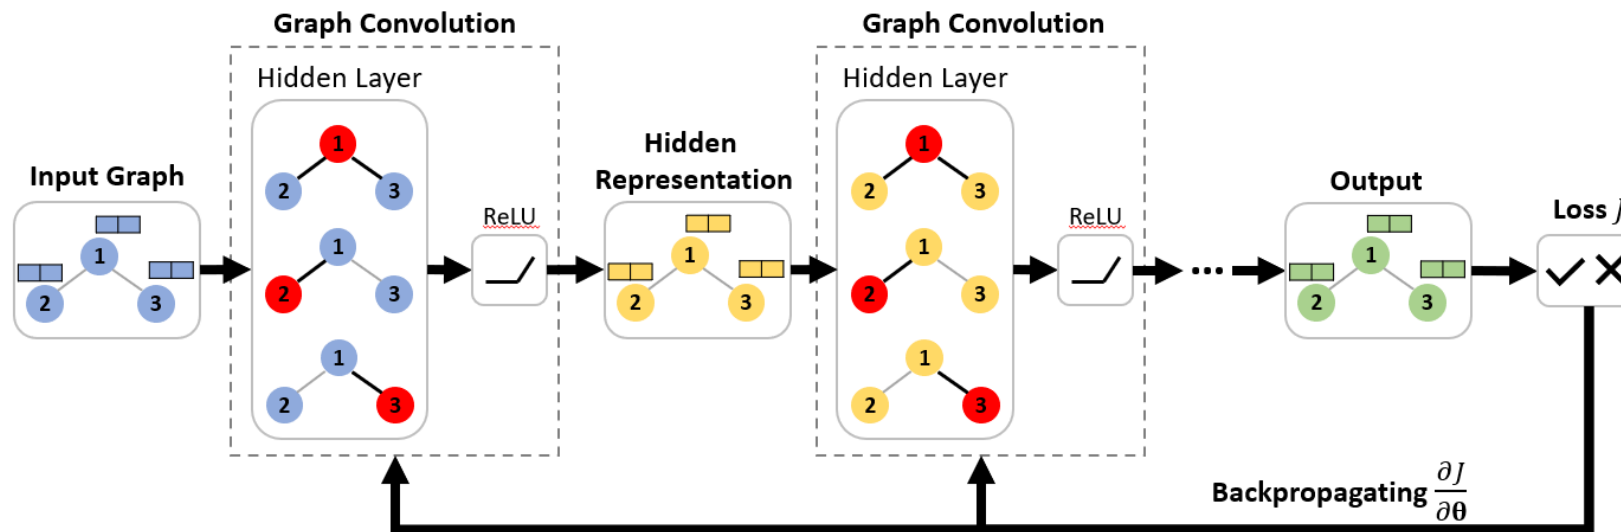 Graph Convolution
Graph Convolution
Hidden Layer
Hidden Layer
Input Graph
Hidden
Representation
Output
Loss J
ReLU
ReLU
1
2
3
1
2
3
1
2
3
1
2
3
1
2
3
1
2
3
1
2
3
1
2
3
...
1
2
3
Backpropagating ∂J/∂θ